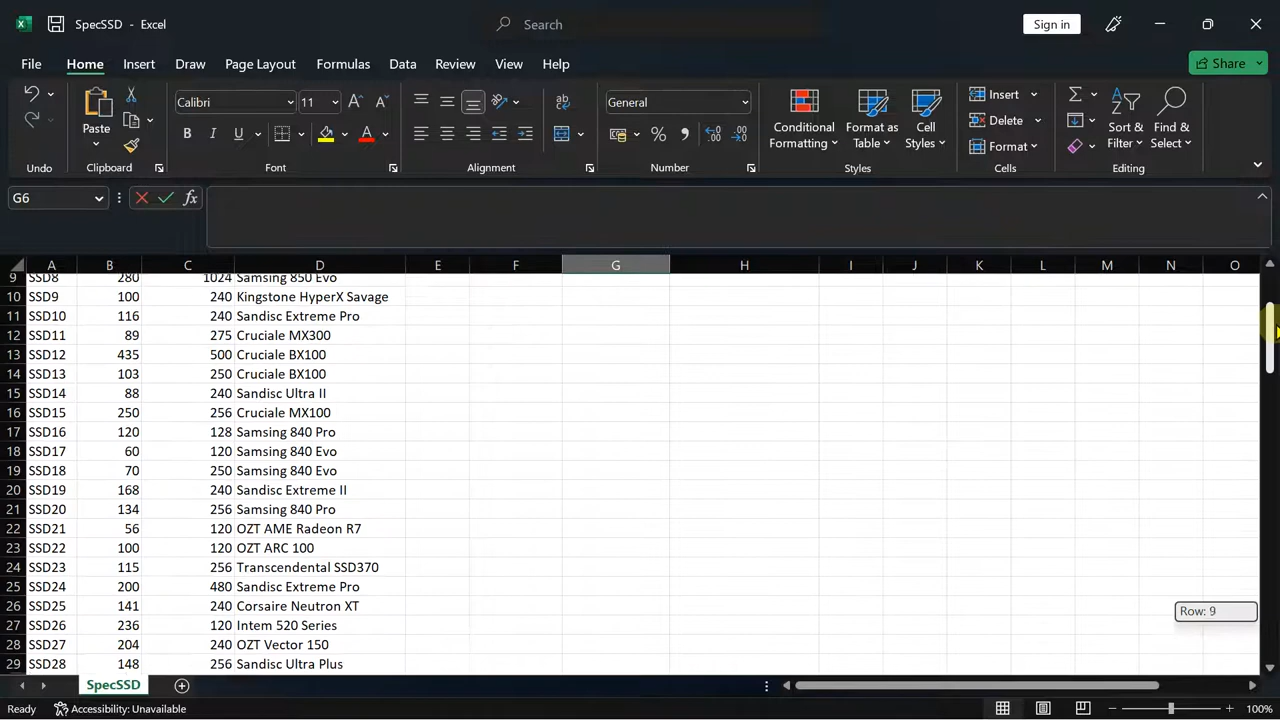 SpecSSD - Excel
Search
Sign in
File Home Insert Draw Page Layout Formulas Data Review View Help
Share
Calibri 11
General
Paste
B I U
Conditional Formatting
Format as Table
Cell Styles
Insert
Delete
Format
Sort & Filter
Find & Select
Undo Clipboard Font Alignment Number Styles Cells Editing
G6 fx
A B C D E F G H I J K L M N O
9 SSD8 280 1024 Samsing 850 Evo
10 SSD9 100 240 Kingstone HyperX Savage
11 SSD10 116 240 Sandisc Extreme Pro
12 SSD11 89 275 Cruciale MX300
13 SSD12 435 500 Cruciale BX100
14 SSD13 103 250 Cruciale BX100
15 SSD14 88 240 Sandisc Ultra II
16 SSD15 250 256 Cruciale MX100
17 SSD16 120 128 Samsing 840 Pro
18 SSD17 60 120 Samsing 840 Evo
19 SSD18 70 250 Samsing 840 Evo
20 SSD19 168 240 Sandisc Extreme II
21 SSD20 134 256 Samsing 840 Pro
22 SSD21 56 120 OZT AME Radeon R7
23 SSD22 100 120 OZT ARC 100
24 SSD23 115 256 Transcendental SSD370
25 SSD24 200 480 Sandisc Extreme Pro
26 SSD25 141 240 Corsaire Neutron XT
27 SSD26 236 120 Intem 520 Series
28 SSD27 204 240 OZT Vector 150
29 SSD28 148 256 Sandisc Ultra Plus
Row: 9
SpecSSD
Ready Accessibility: Unavailable 100%